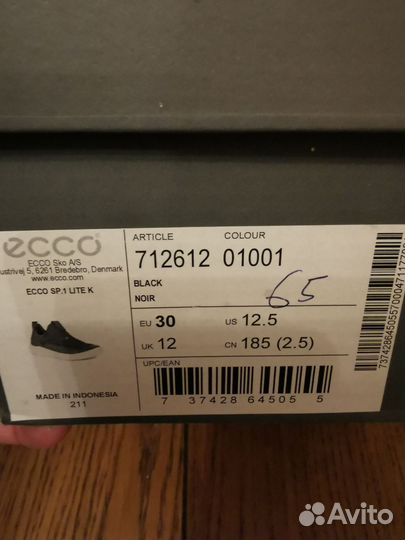 ecco
ECCO Sko A/S
ustrivej 5, 6261 Bredebro, Denmark
www.ecco.com
ECCO SP.1 LITE K
MADE IN INDONESIA
211
ARTICLE COLOUR
712612 01001
BLACK
NOIR
65
EU 30 US 12.5
UK 12 CN 185 (2.5)
UPC/EAN
7 37428 64505 5
Avito